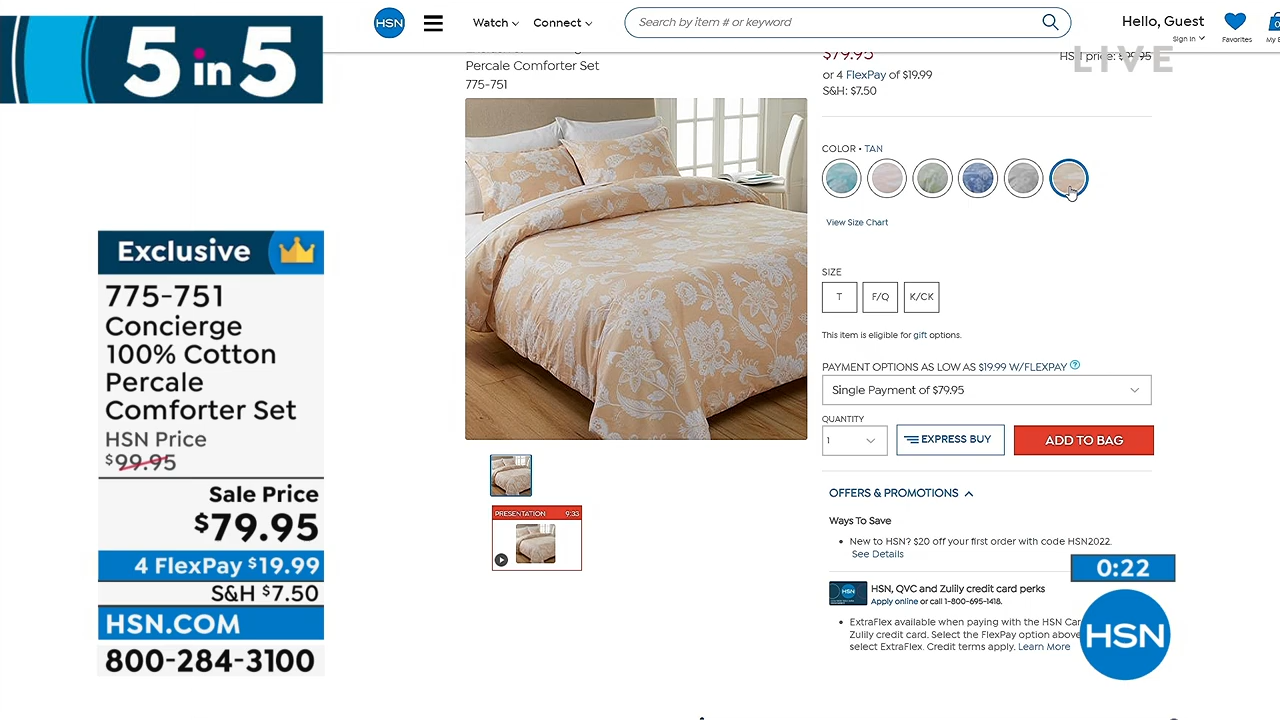 5 in 5
HSN
Watch
Connect
Search by item # or keyword
Hello, Guest
Sign In
Favorites
0
LIVE
Percale Comforter Set
775-751
$79.95
or 4 FlexPay of $19.99
S&H: $7.50
HSN price: $99.95
COLOR • TAN
View Size Chart
SIZE
T
F/Q
K/CK
This item is eligible for gift options.
PAYMENT OPTIONS AS LOW AS $19.99 W/FLEXPAY ?
Single Payment of $79.95
QUANTITY
1
EXPRESS BUY
ADD TO BAG
OFFERS & PROMOTIONS
Ways To Save
• New to HSN? $20 off your first order with code HSN2022.
See Details
HSN, QVC and Zulily credit card perks
Apply online or call 1-800-695-1418.
• ExtraFlex available when paying with the HSN Car
Zulily credit card. Select the FlexPay option above
select ExtraFlex. Credit terms apply. Learn More
PRESENTATION 9:33
Exclusive
775-751
Concierge
100% Cotton
Percale
Comforter Set
HSN Price
$99.95
Sale Price
$79.95
4 FlexPay $19.99
S&H $7.50
HSN.COM
800-284-3100
0:22
HSN